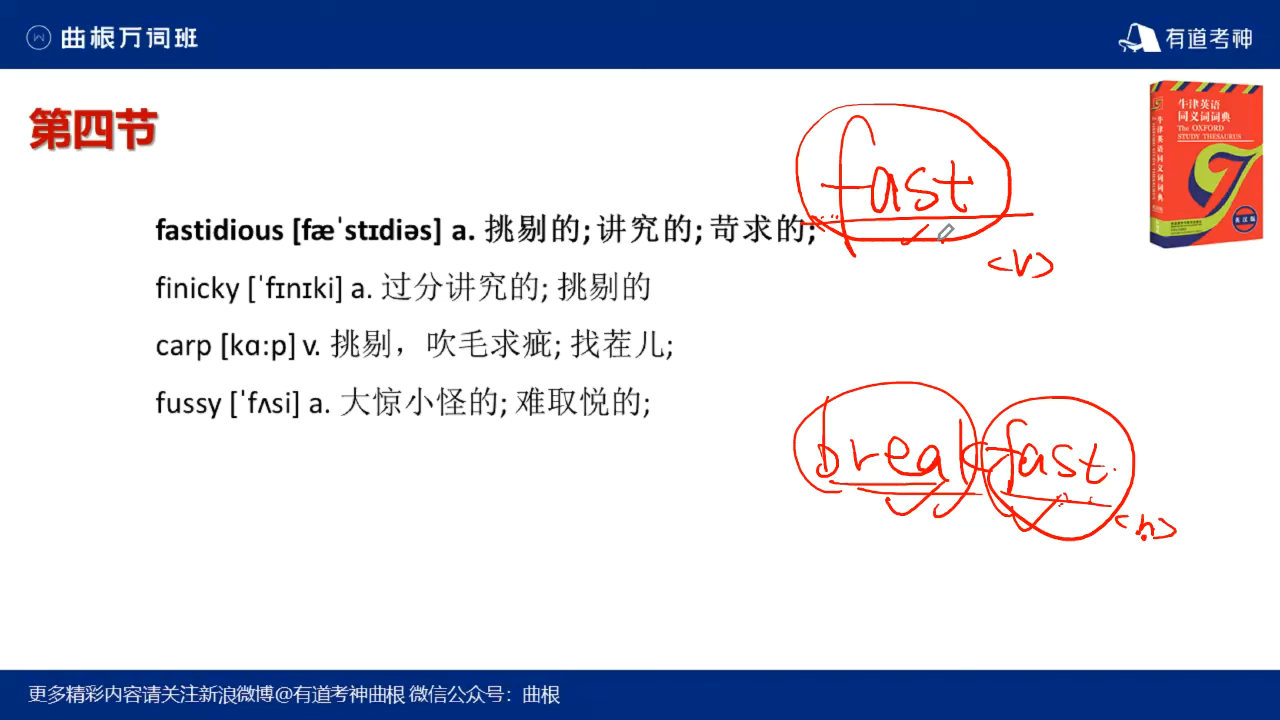 曲根万词班
有道考神
第四节
牛津英语
同义词词典
The OXFORD
STUDY THESAURUS
英汉版
fast
<v>
fastidious [fæˈstɪdiəs] a. 挑剔的; 讲究的; 苛求的;
finicky [ˈfɪnɪki] a. 过分讲究的; 挑剔的
carp [kɑ:p] v. 挑剔，吹毛求疵; 找茬儿;
fussy [ˈfʌsi] a. 大惊小怪的; 难取悦的;
break-fast.
<n>
更多精彩内容请关注新浪微博@有道考神曲根 微信公众号：曲根